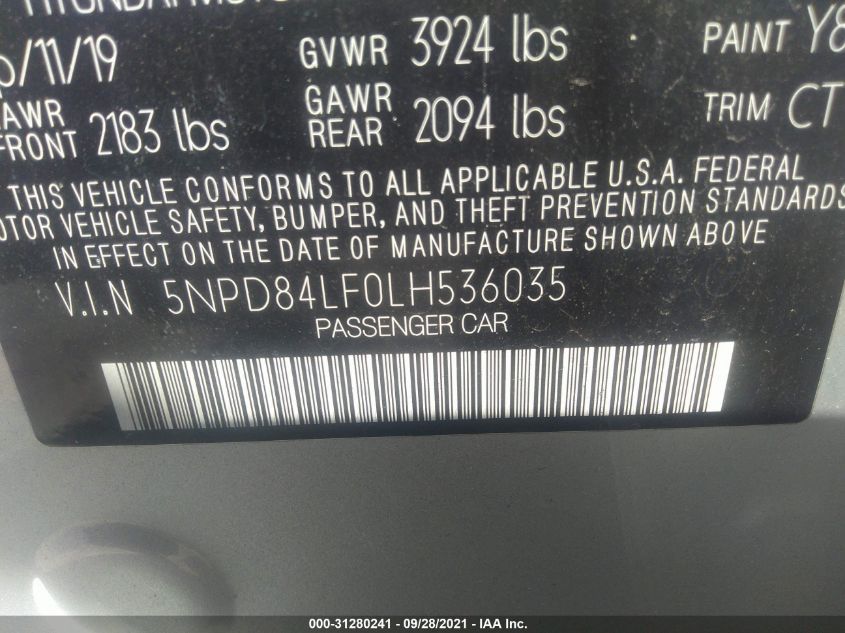 p/11/19 GVWR 3924 lbs PAINT Y8
GAWR
FRONT 2183 lbs GAWR
REAR 2094 lbs TRIM CT
THIS VEHICLE CONFORMS TO ALL APPLICABLE U.S.A. FEDERAL
MOTOR VEHICLE SAFETY, BUMPER, AND THEFT PREVENTION STANDARDS
IN EFFECT ON THE DATE OF MANUFACTURE SHOWN ABOVE
V.I.N 5NPD84LF0LH536035
PASSENGER CAR
000-31280241 - 09/28/2021 - IAA Inc.